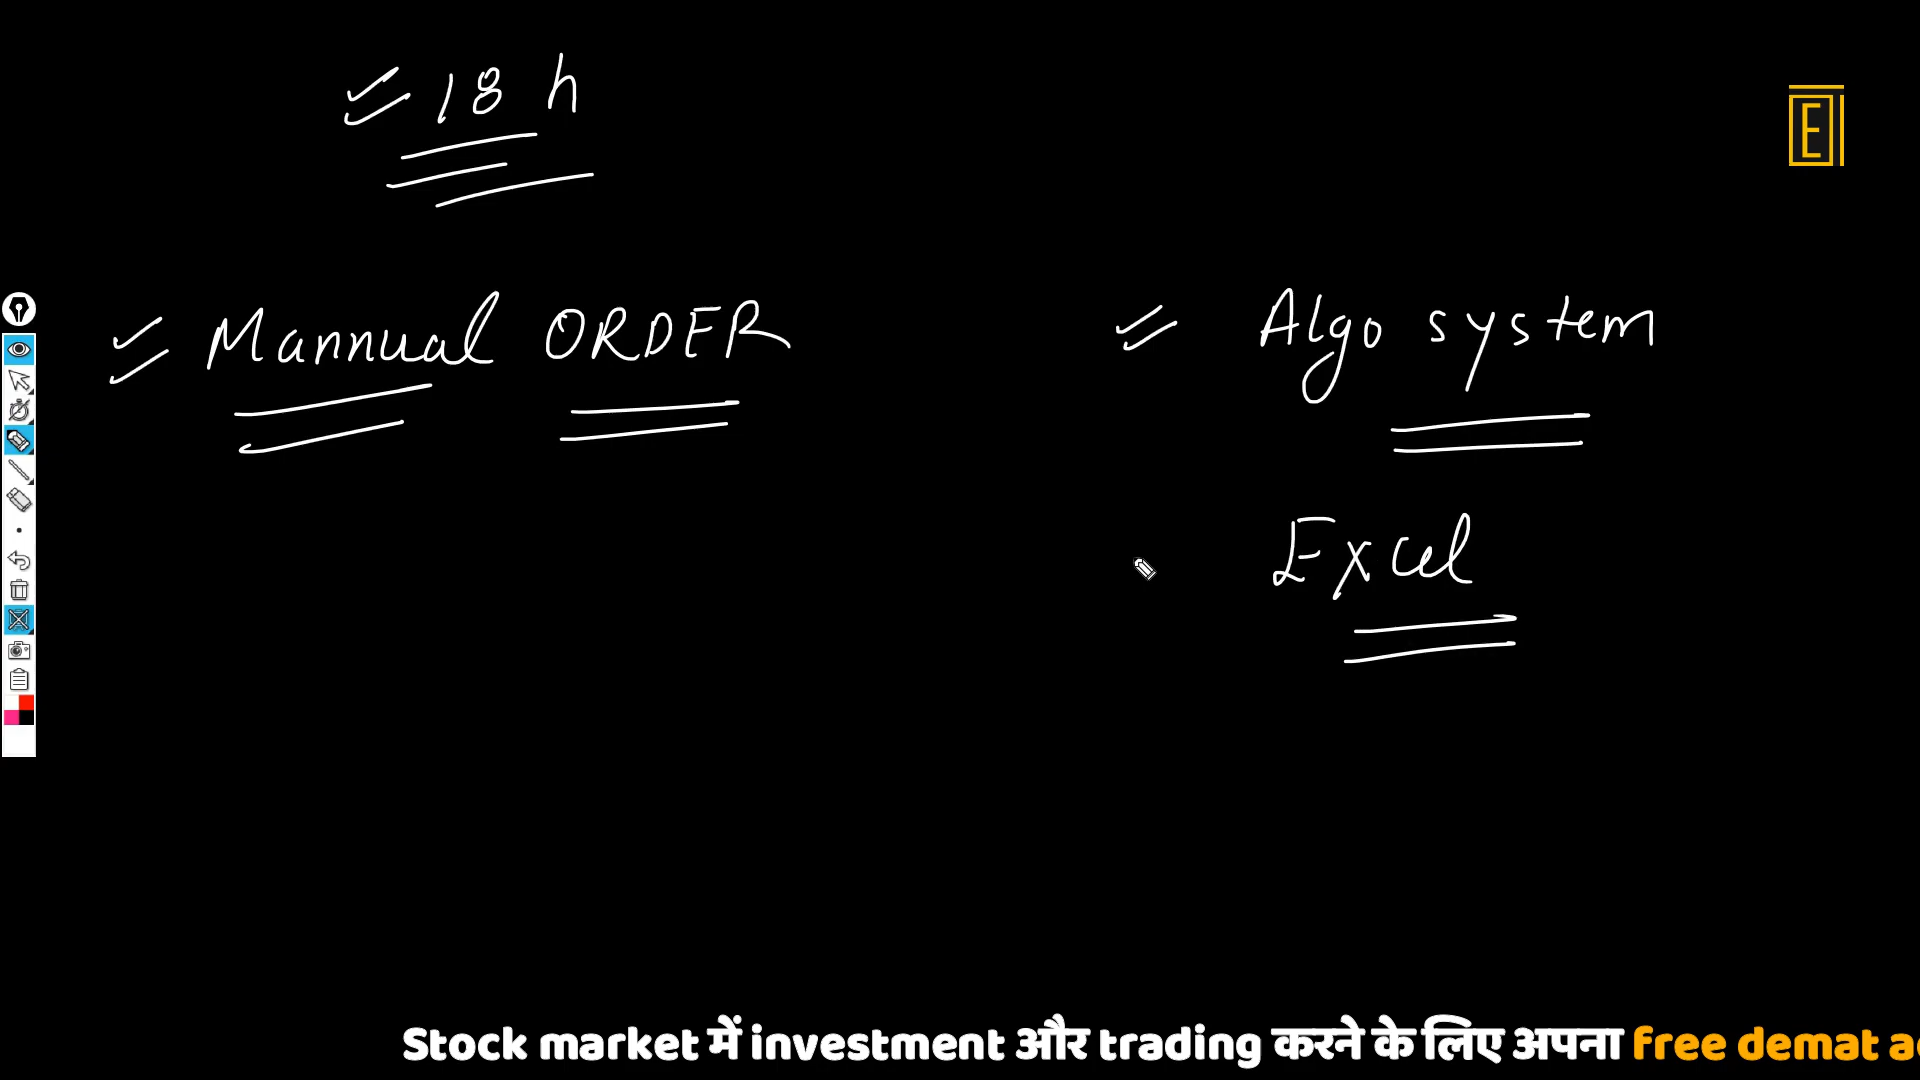 18 h
E
Mannual ORDER
Algo system
Excel
Stock market में investment और trading करने के लिए अपना free demat a